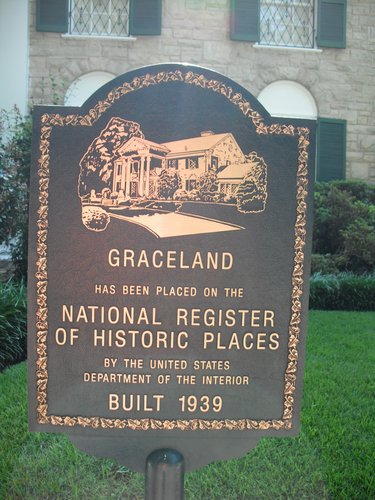 GRACELAND
HAS BEEN PLACED ON THE
NATIONAL REGISTER
OF HISTORIC PLACES
BY THE UNITED STATES
DEPARTMENT OF THE INTERIOR
BUILT 1939